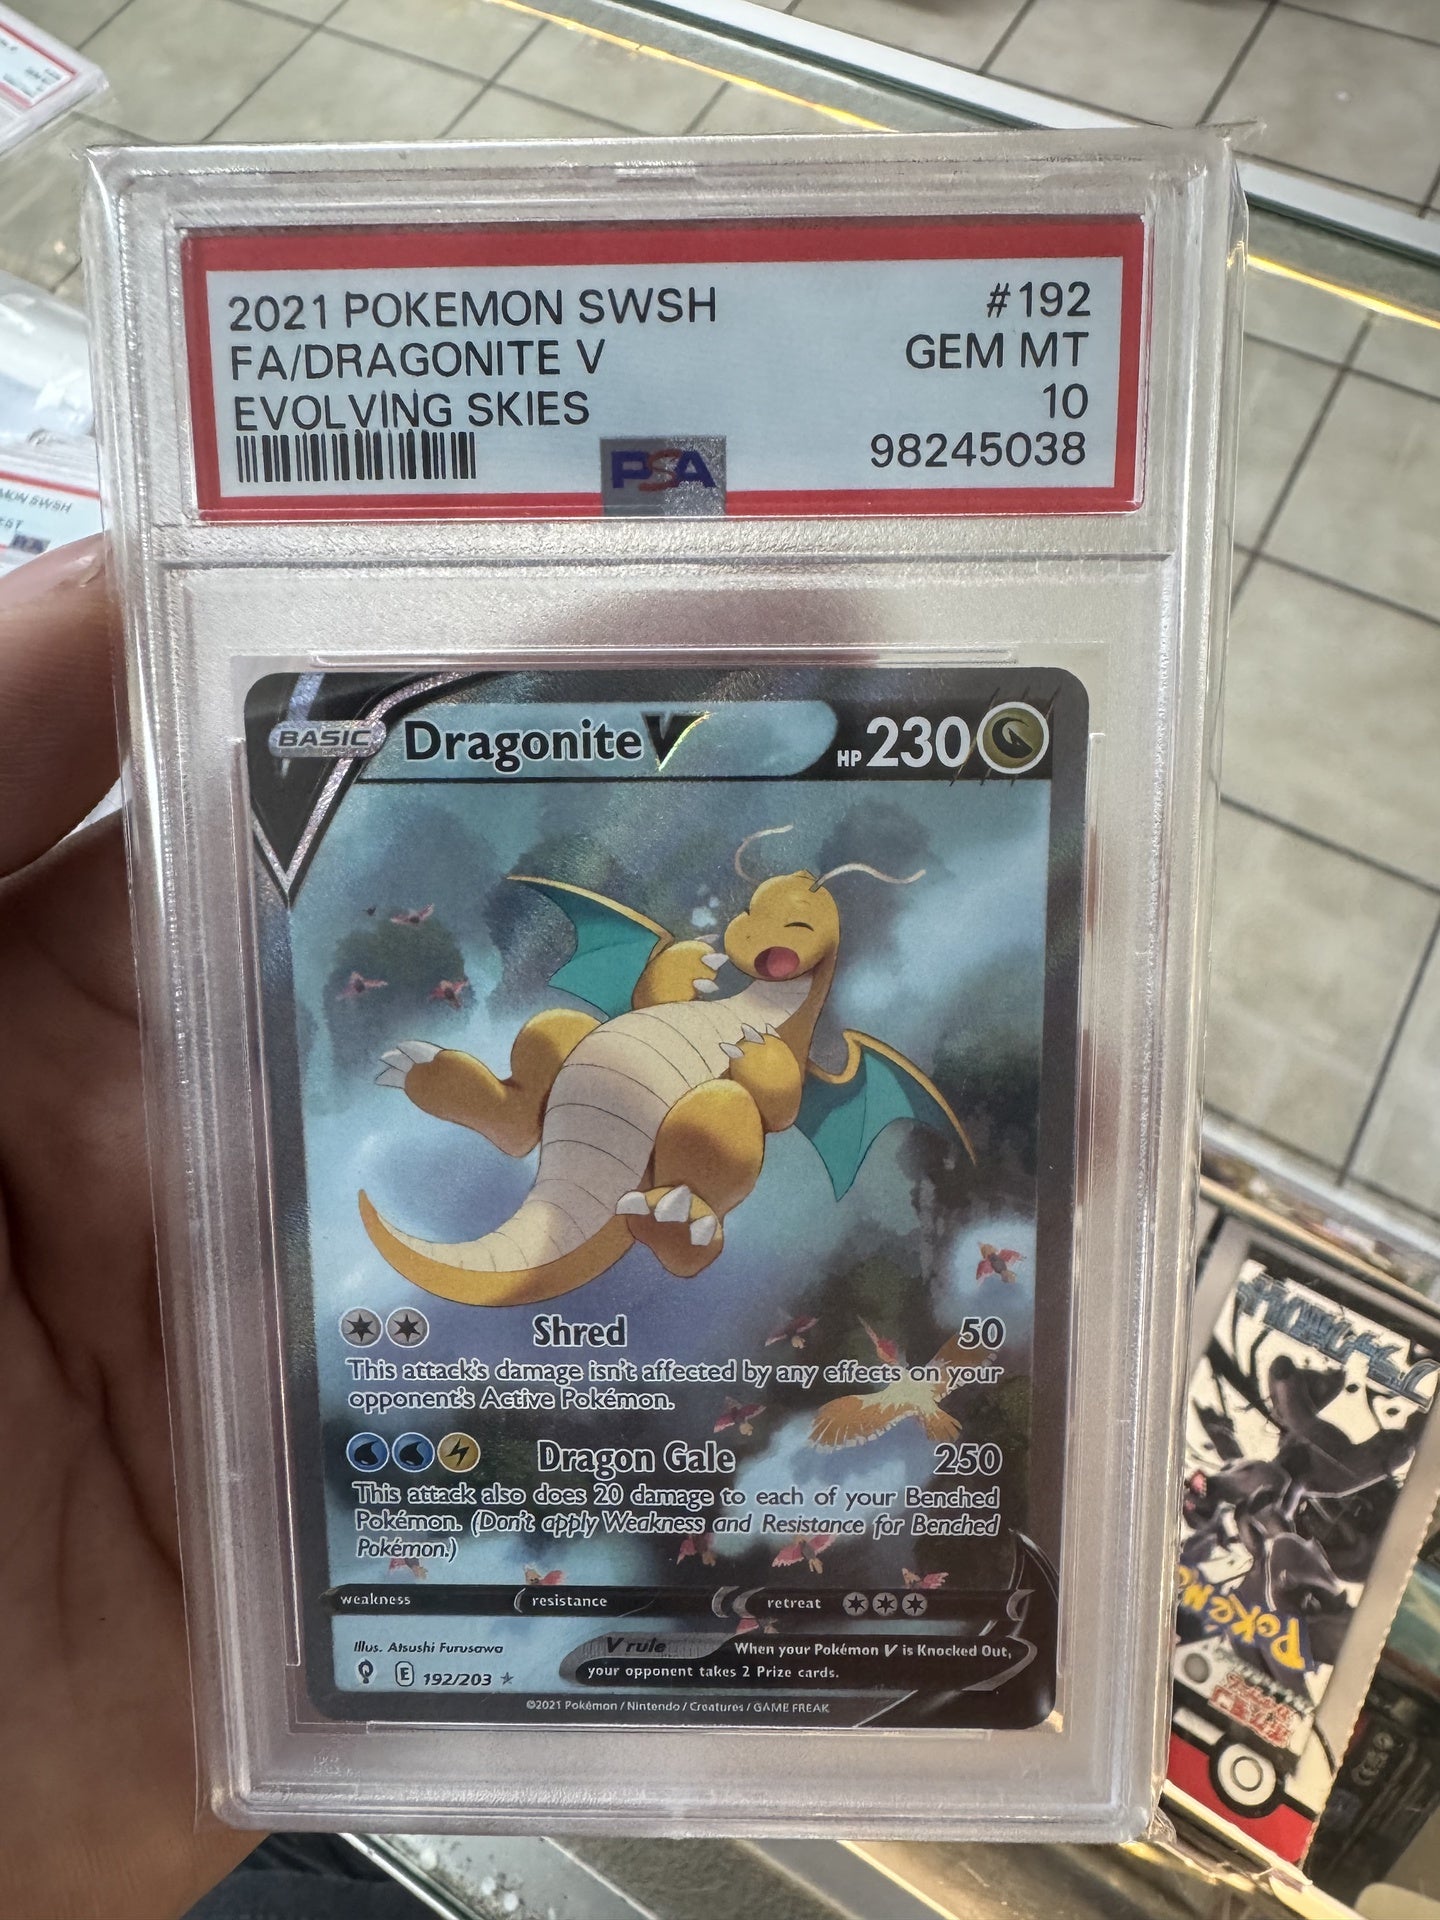 2021 POKEMON SWSH #192
FA/DRAGONITE V GEM MT
EVOLVING SKIES 10
98245038
PSA
BASIC Dragonite V HP 230
Shred 50
This attack's damage isn't affected by any effects on your
opponent's Active Pokémon.
Dragon Gale 250
This attack also does 20 damage to each of your Benched
Pokémon. (Don't apply Weakness and Resistance for Benched
Pokémon.)
weakness resistance retreat
Illus. Atsushi Furusawa
V rule When your Pokémon V is Knocked Out,
your opponent takes 2 Prize cards.
E 192/203
©2021 Pokémon / Nintendo / Creatures / GAME FREAK
MON SWSH